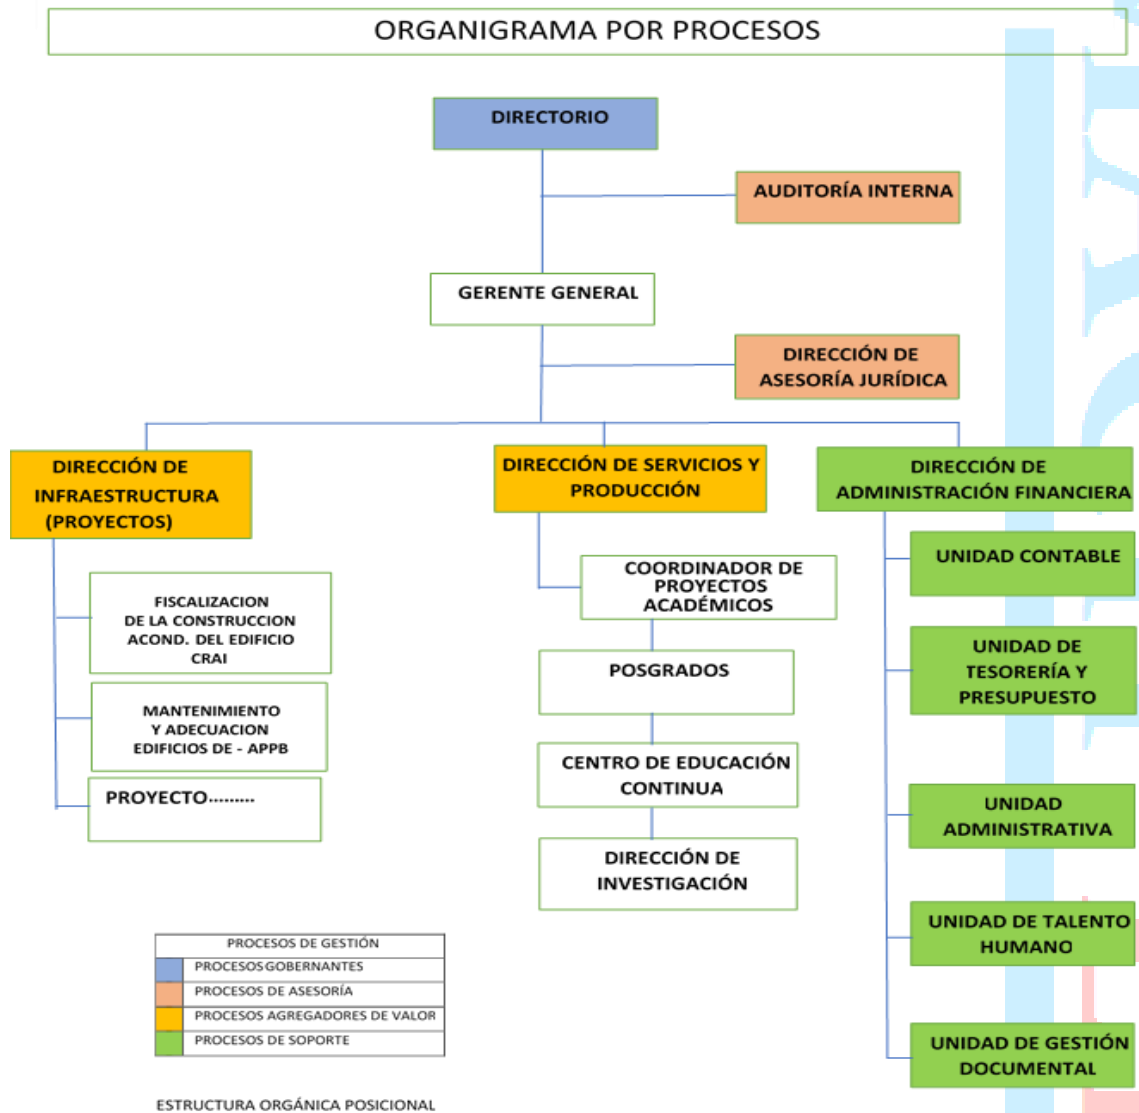 ORGANIGRAMA POR PROCESOS
DIRECTORIO
AUDITORÍA INTERNA
GERENTE GENERAL
DIRECCIÓN DE
ASESORÍA JURÍDICA
DIRECCIÓN DE
INFRAESTRUCTURA
(PROYECTOS)
FISCALIZACION
DE LA CONSTRUCCION
ACOND. DEL EDIFICIO
CRAI
MANTENIMIENTO
Y ADECUACION
EDIFICIOS DE - APPB
PROYECTO.........
DIRECCIÓN DE SERVICIOS Y
PRODUCCIÓN
COORDINADOR DE
PROYECTOS
ACADÉMICOS
POSGRADOS
CENTRO DE EDUCACIÓN
CONTINUA
DIRECCIÓN DE
INVESTIGACIÓN
DIRECCIÓN DE
ADMINISTRACIÓN FINANCIERA
UNIDAD CONTABLE
UNIDAD DE
TESORERÍA Y
PRESUPUESTO
UNIDAD
ADMINISTRATIVA
UNIDAD DE TALENTO
HUMANO
UNIDAD DE GESTIÓN
DOCUMENTAL
PROCESOS DE GESTIÓN
PROCESOS GOBERNANTES
PROCESOS DE ASESORÍA
PROCESOS AGREGADORES DE VALOR
PROCESOS DE SOPORTE
ESTRUCTURA ORGÁNICA POSICIONAL